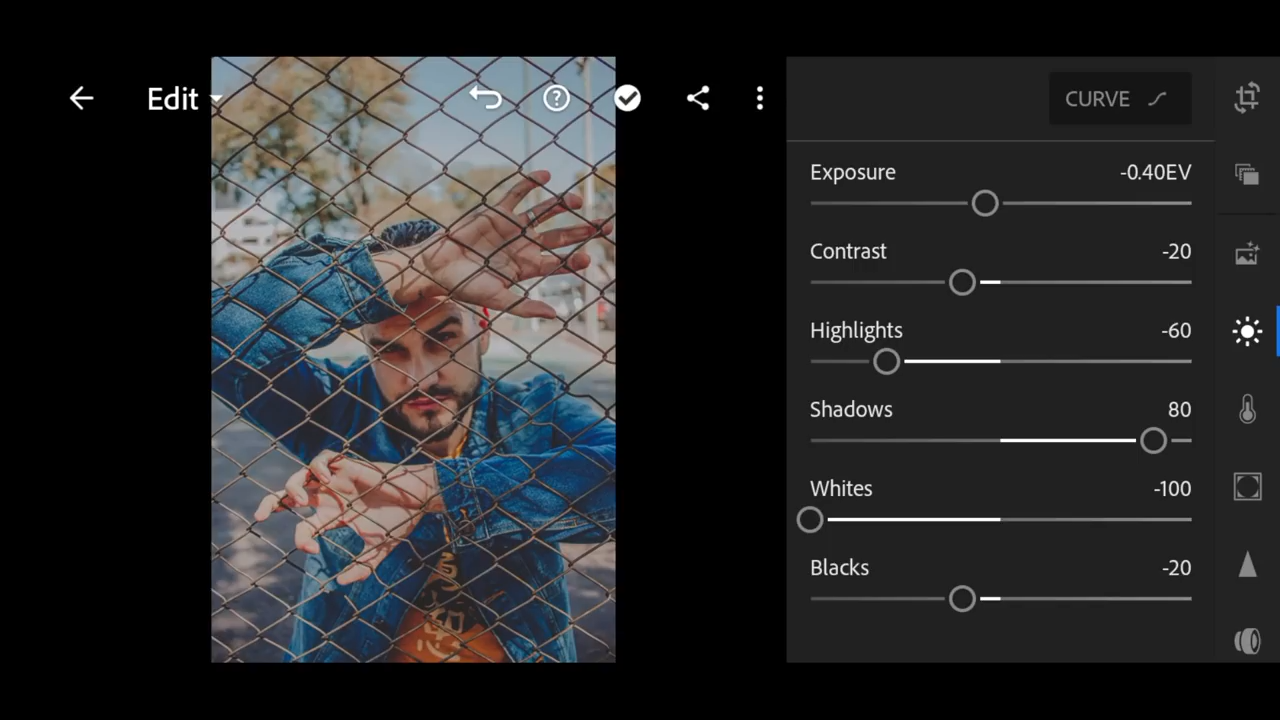 Edit
CURVE
Exposure -0.40EV
Contrast -20
Highlights -60
Shadows 80
Whites -100
Blacks -20